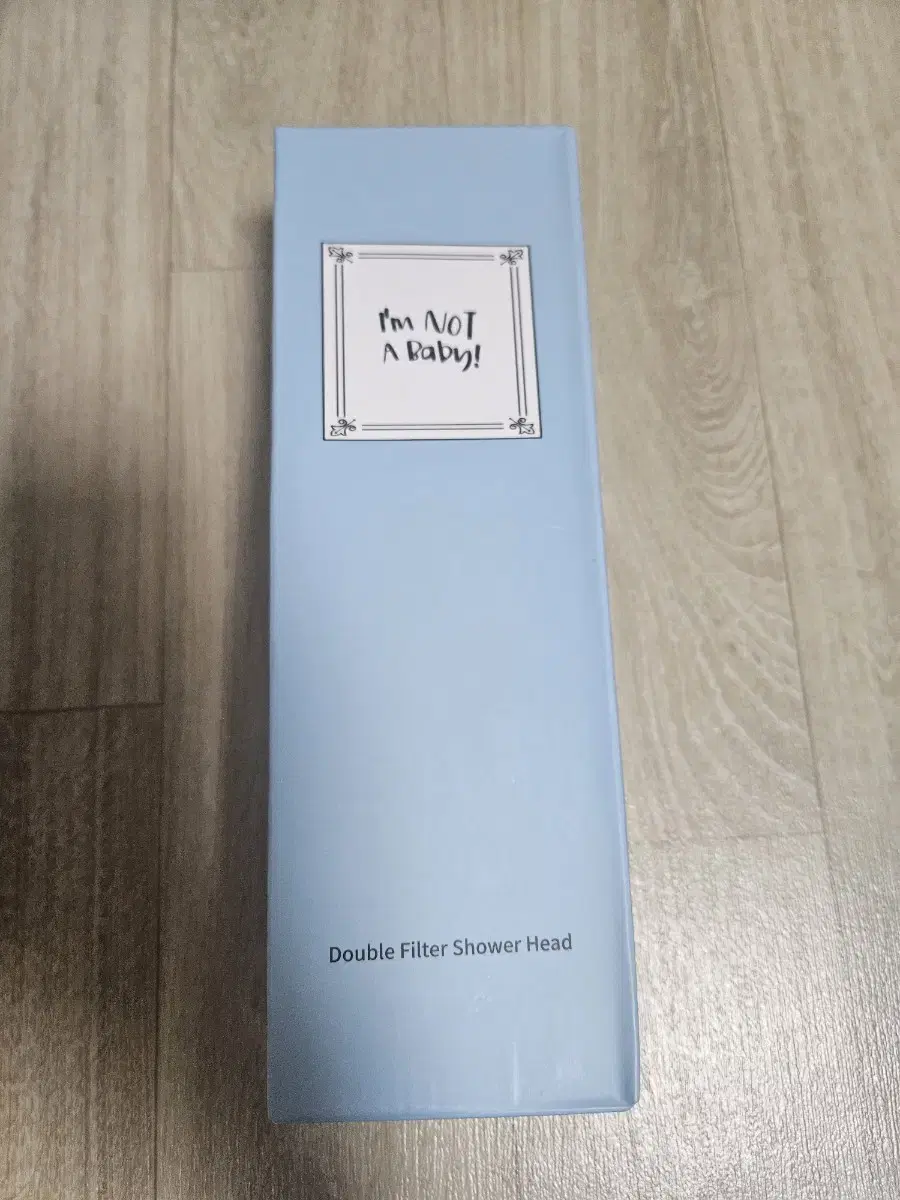 I'm NOT
A Baby!
Double Filter Shower Head